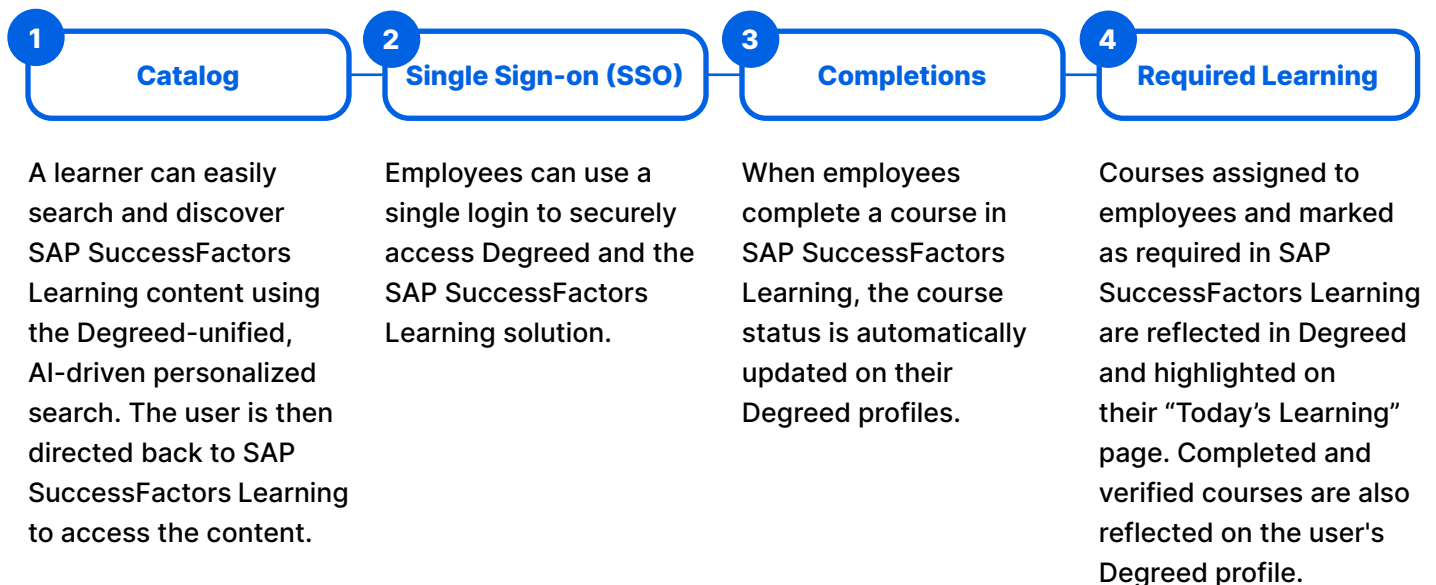 1
Catalog
A learner can easily
search and discover
SAP SuccessFactors
Learning content using
the Degreed-unified,
AI-driven personalized
search. The user is then
directed back to SAP
SuccessFactors Learning
to access the content.
2
Single Sign-on (SSO)
Employees can use a
single login to securely
access Degreed and the
SAP SuccessFactors
Learning solution.
3
Completions
When employees
complete a course in
SAP SuccessFactors
Learning, the course
status is automatically
updated on their
Degreed profiles.
4
Required Learning
Courses assigned to
employees and marked
as required in SAP
SuccessFactors Learning
are reflected in Degreed
and highlighted on
their “Today’s Learning”
page. Completed and
verified courses are also
reflected on the user's
Degreed profile.